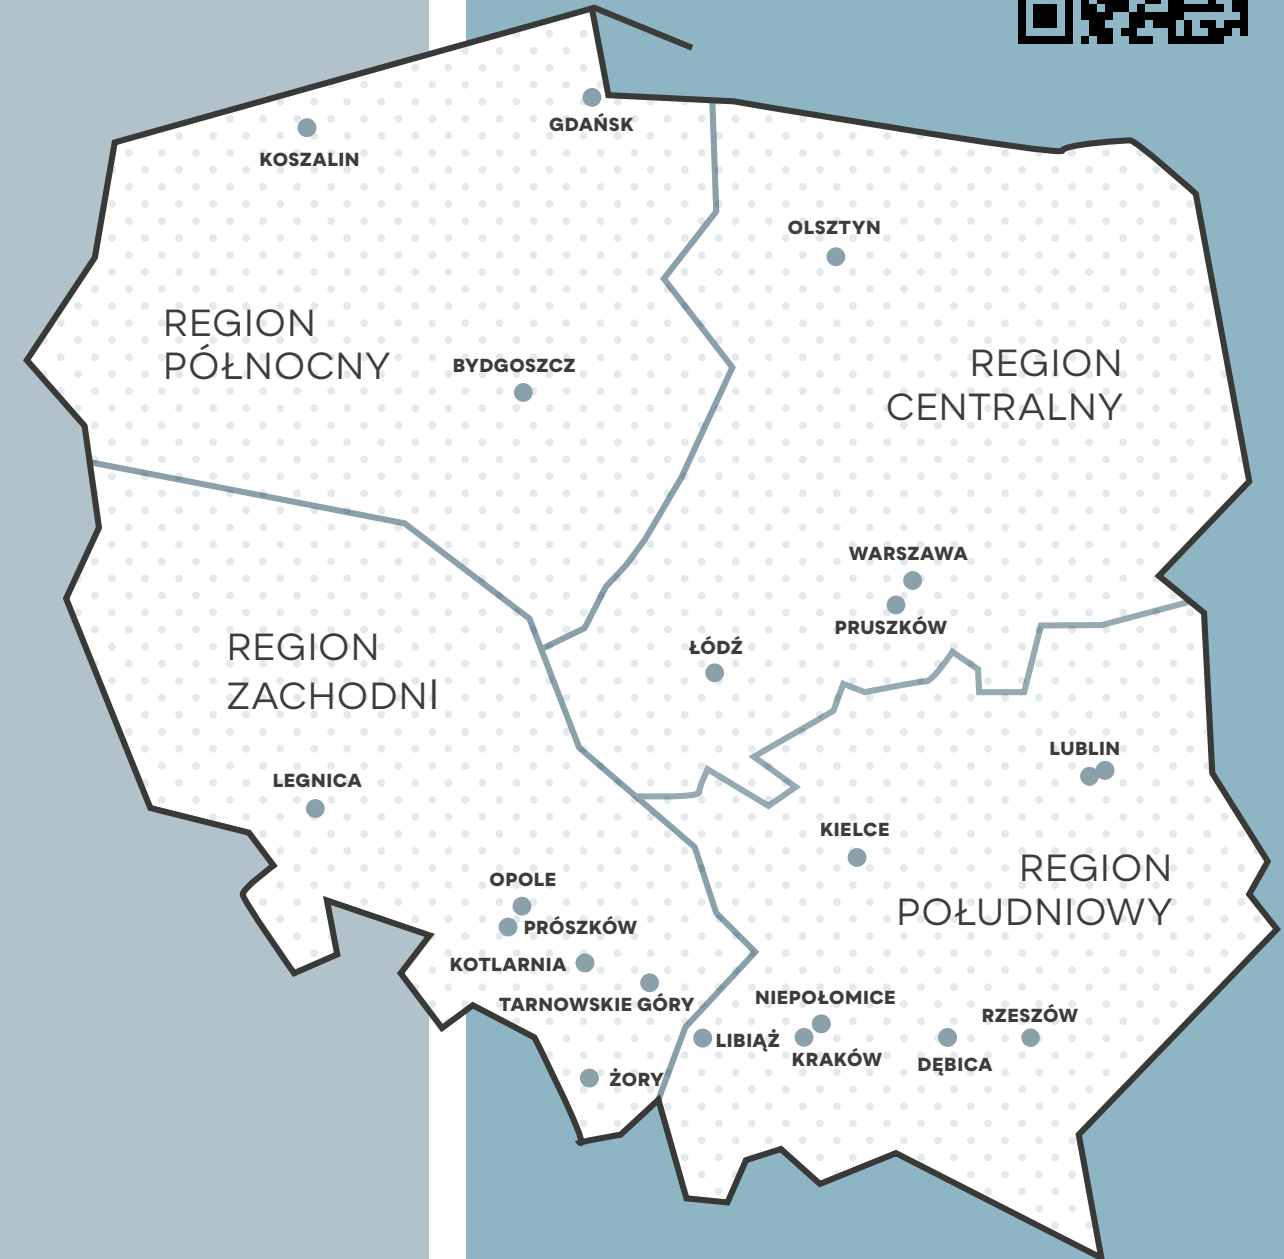 GDAŃSK
KOSZALIN
OLSZTYN
REGION
PÓŁNOCNY
BYDGOSZCZ
REGION
CENTRALNY
WARSZAWA
PRUSZKÓW
ŁÓDŹ
REGION
ZACHODNI
LEGNICA
LUBLIN
KIELCE
REGION
POŁUDNIOWY
OPOLE
PRÓSZKÓW
KOTLARNIA
TARNOWSKIE GÓRY
NIEPOŁOMICE
RZESZÓW
LIBIĄŻ
KRAKÓW
DĘBICA
ŻORY